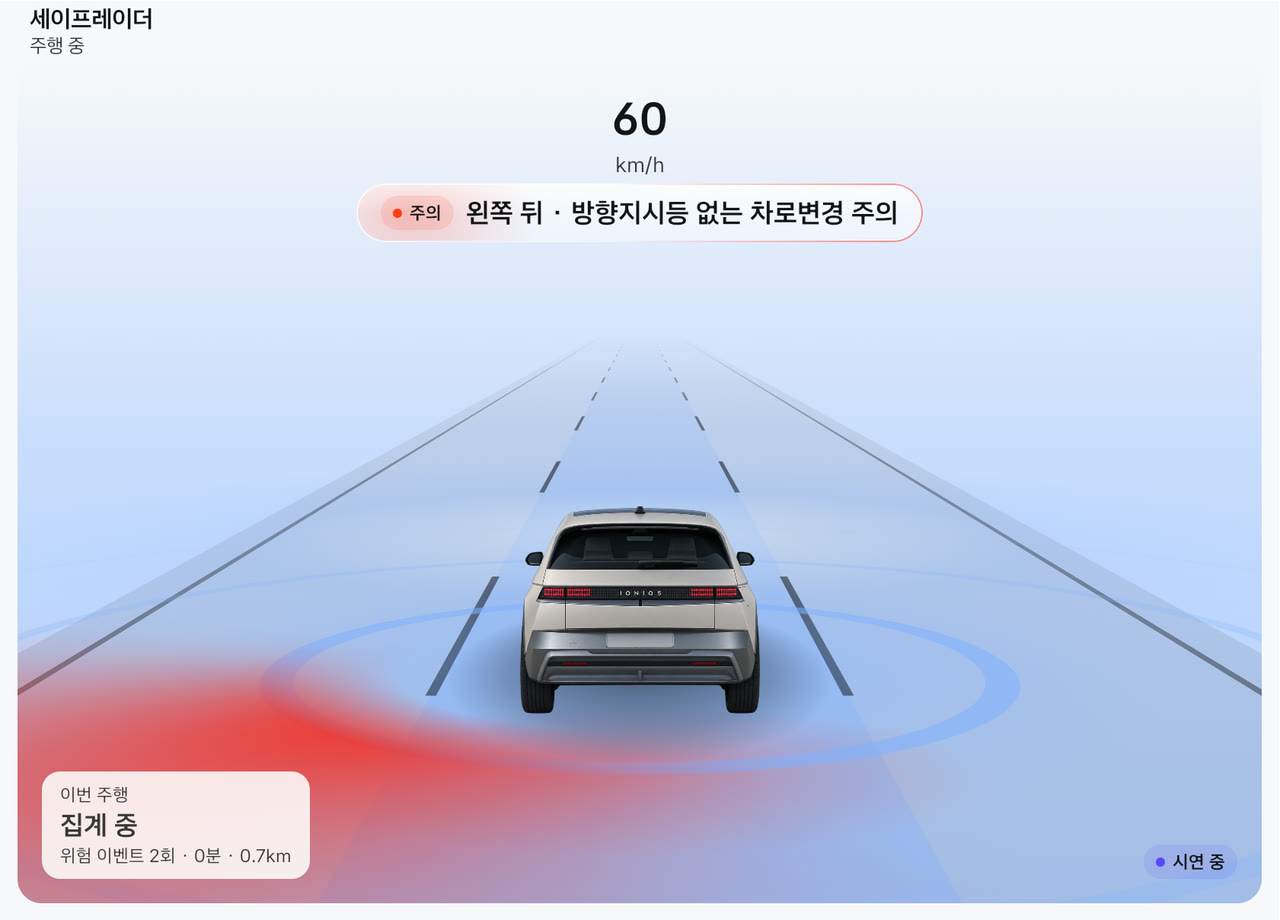 세이프레이더
주행 중
60
km/h
주의 왼쪽 뒤 · 방향지시등 없는 차로변경 주의
IONIQ5
이번 주행
집계 중
위험 이벤트 2회 · 0분 · 0.7km
시연 중